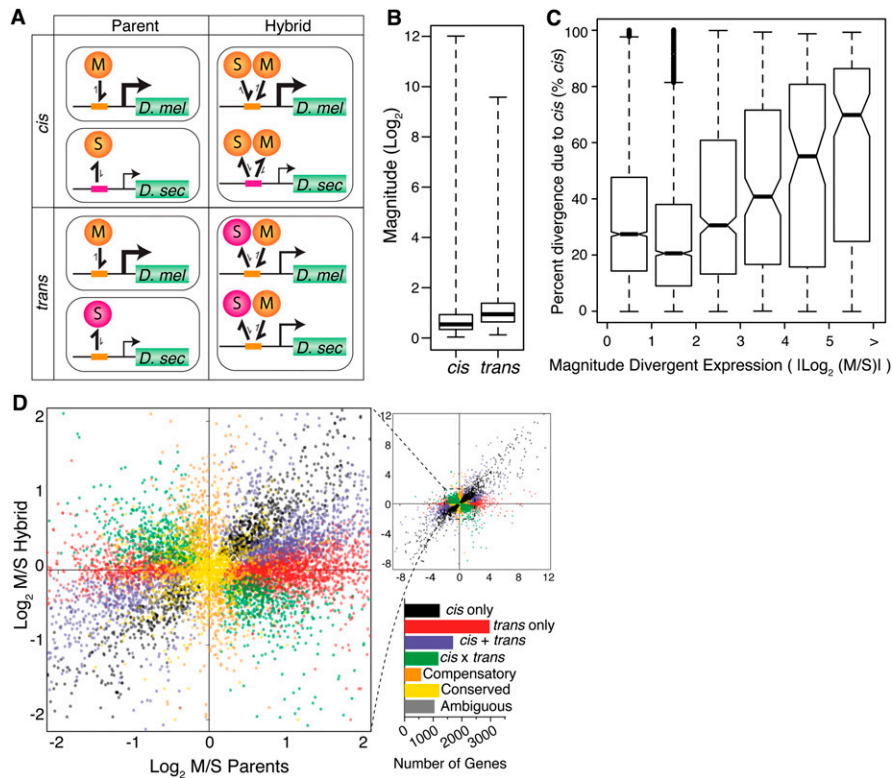 A
Parent
Hybrid
cis
M
D. mel
S M
D. mel
S
D. sec
S M
D. sec
trans
M
D. mel
S M
D. mel
S
D. sec
S M
D. sec
B
Magnitude (Log2)
12
10
8
6
4
2
0
cis trans
C
Percent divergence due to cis (% cis)
100
80
60
40
20
0
0 1 2 3 4 5 >
Magnitude Divergent Expression ( |Log2 (M/S)| )
D
Log2 M/S Hybrid
2
1
0
-1
-2
-2 -1 0 1 2
Log2 M/S Parents
12
8
4
0
-4
-8
-8 -4 0 4 8 12
cis only
trans only
cis + trans
cis x trans
Compensatory
Conserved
Ambiguous
0 1000 2000 3000
Number of Genes